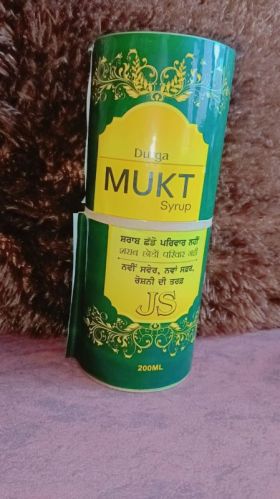 Durga
MUKT
Syrup
ਸ਼ਰਾਬ ਛੱਡੋ ਪਰਿਵਾਰ ਨਹੀਂ
ਨਵੀਂ ਸਵੇਰ, ਨਵਾਂ ਸਫ਼ਰ,
ਰੋਸ਼ਨੀ ਦੀ ਤਰਫ਼
JS
200ML